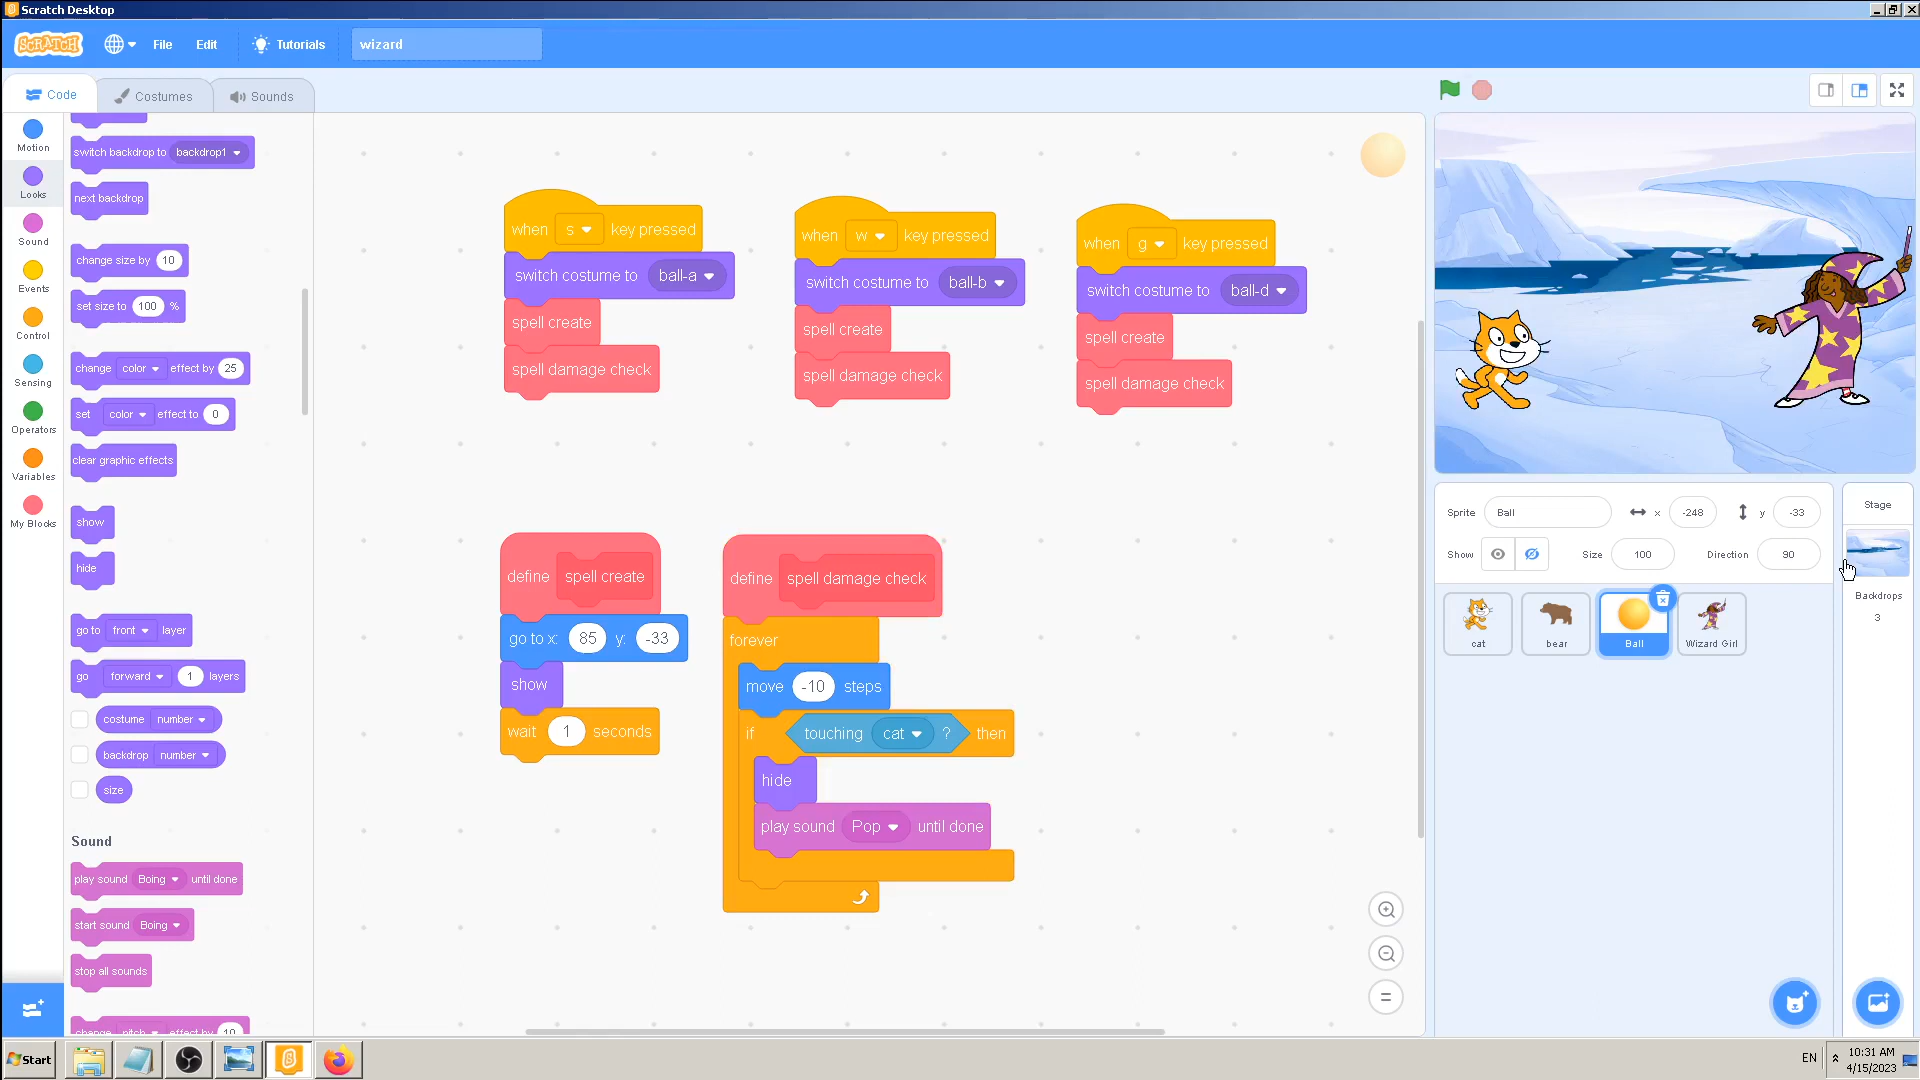 Scratch Desktop
SCRATCH
File
Edit
Tutorials
wizard
Code
Costumes
Sounds
Motion
Looks
Sound
Events
Control
Sensing
Operators
Variables
My Blocks
switch backdrop to backdrop1
next backdrop
change size by 10
set size to 100 %
change color effect by 25
set color effect to 0
clear graphic effects
show
hide
go to front layer
go forward 1 layers
costume number
backdrop number
size
Sound
play sound Boing until done
start sound Boing
stop all sounds
change pitch effect by 10
when s key pressed
switch costume to ball-a
spell create
spell damage check
when w key pressed
switch costume to ball-b
spell create
spell damage check
when g key pressed
switch costume to ball-d
spell create
spell damage check
define spell create
go to x: 85 y: -33
show
wait 1 seconds
define spell damage check
forever
move -10 steps
if touching cat ? then
hide
play sound Pop until done
Sprite Ball x -248 y -33
Show Size 100 Direction 90
cat
bear
Ball
Wizard Girl
Stage
Backdrops
3
Start
EN
10:31 AM
4/15/2023